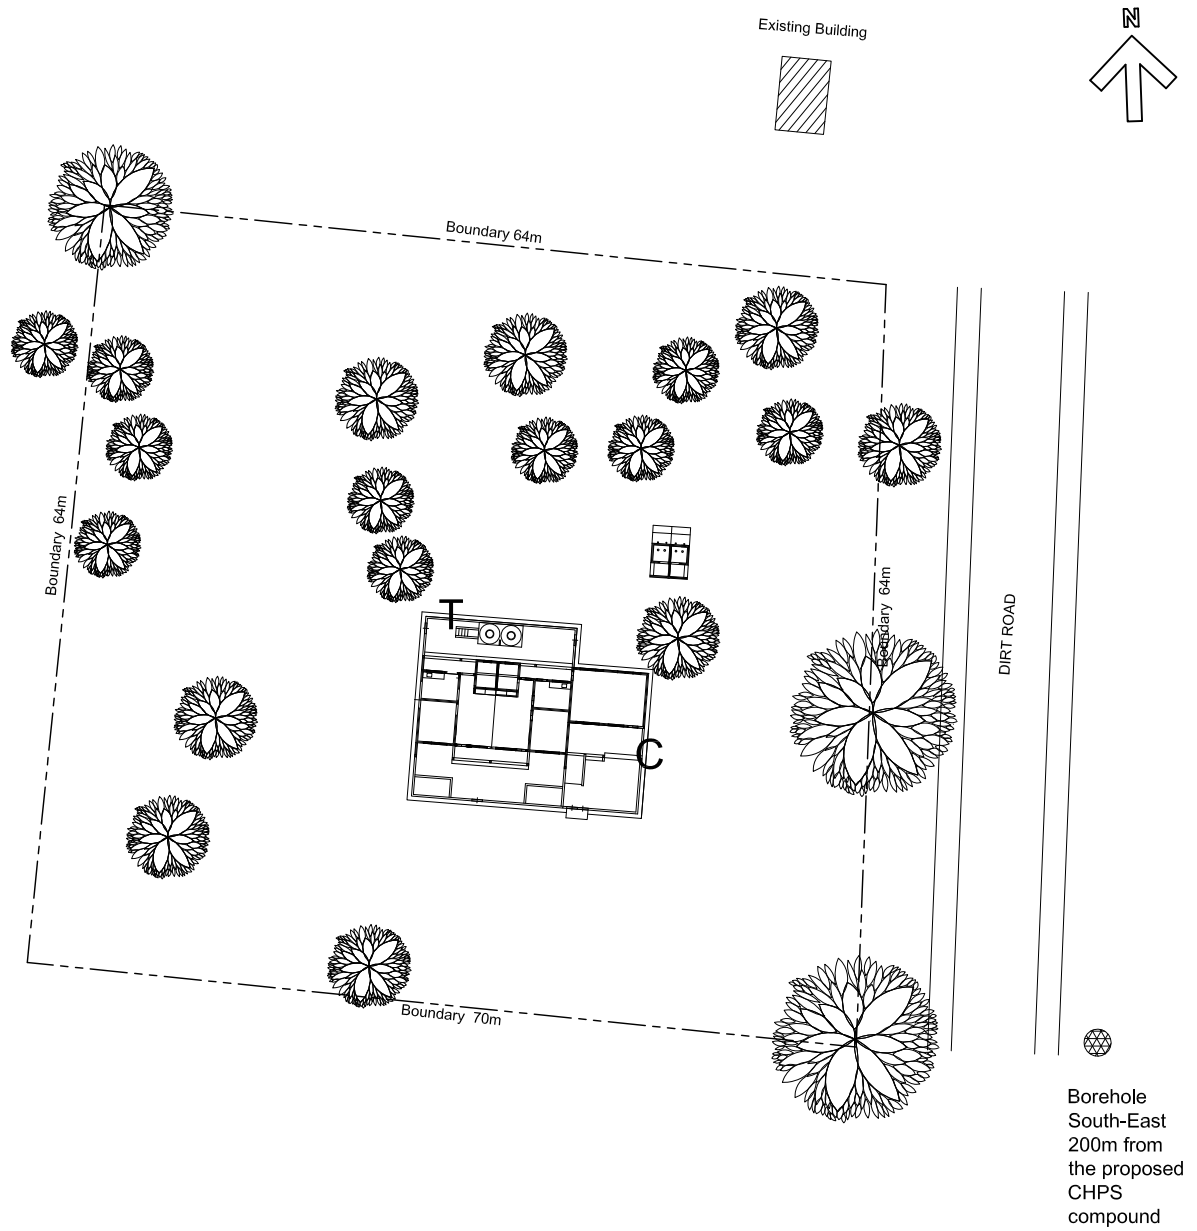 Existing Building
N
Boundary 64m
Boundary 64m
Boundary 64m
DIRT ROAD
T
C
Boundary 70m
Borehole
South-East
200m from
the proposed
CHPS
compound